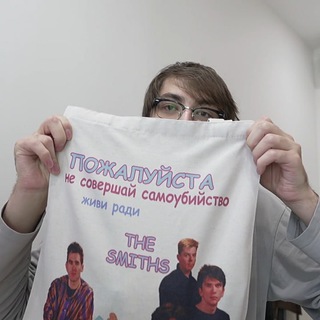 ПОЖАЛУЙСТА
не совершай самоубийство
живи ради
THE
SMITHS